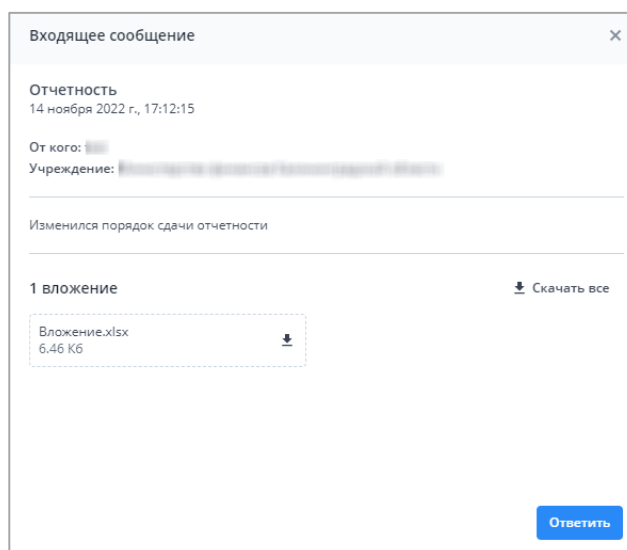 Входящее сообщение
Отчетность
14 ноября 2022 г., 17:12:15
От кого:
Учреждение:
Изменился порядок сдачи отчетности
1 вложение
Скачать все
Вложение.xlsx
6.46 Кб
Ответить